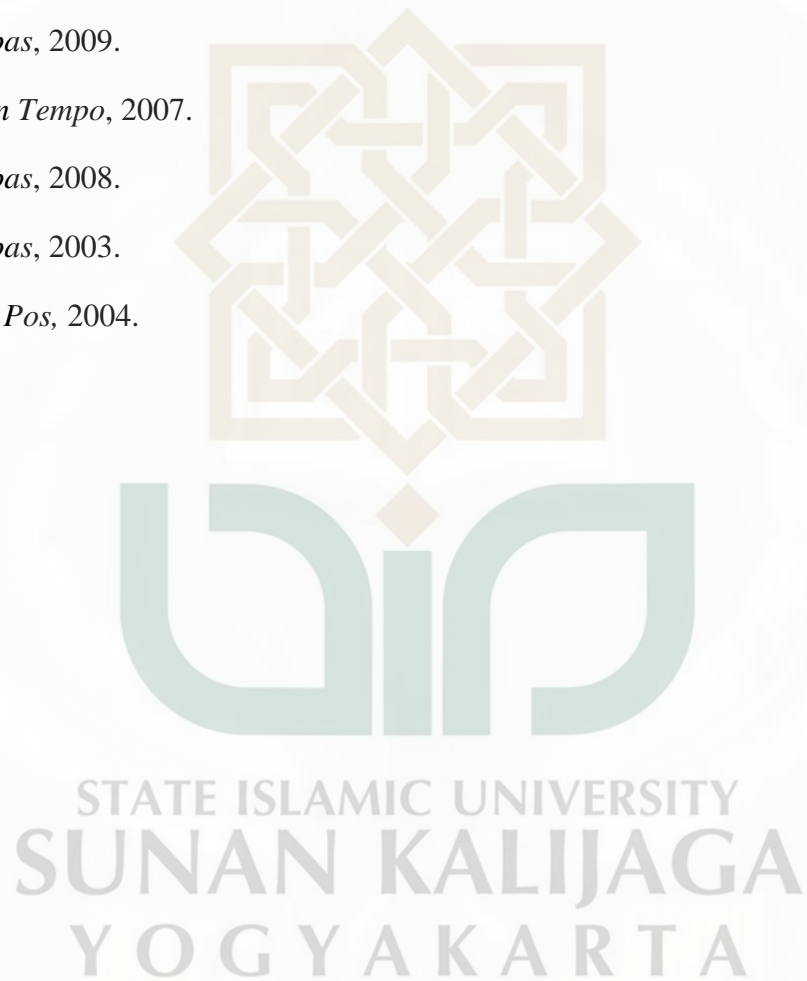 pas, 2009.
n Tempo, 2007.
pas, 2008.
pas, 2003.
Pos, 2004.
STATE ISLAMIC UNIVERSITY
SUNAN KALIJAGA
YOGYAKARTA